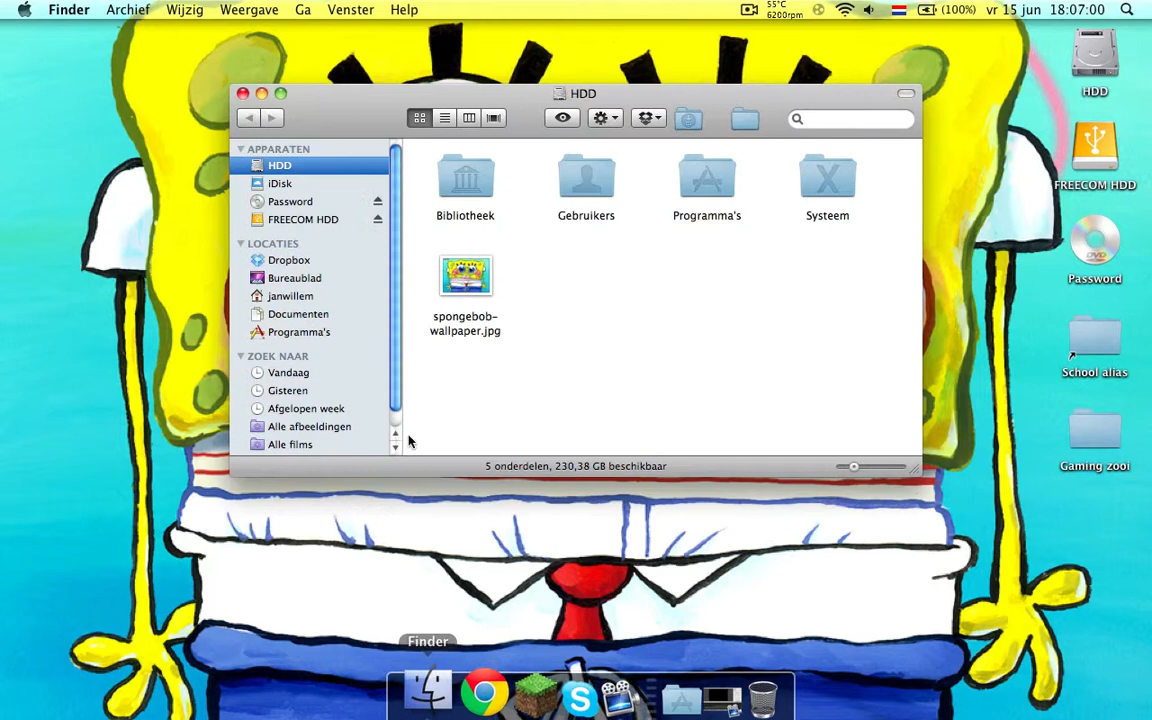 Finder Archief Wijzig Weergave Ga Venster Help 55°C 6200rpm (100%) vr 15 jun 18:07:00
HDD
APPARATEN
HDD
iDisk
Password
FREECOM HDD
LOCATIES
Dropbox
Bureaublad
janwillem
Documenten
Programma's
ZOEK NAAR
Vandaag
Gisteren
Afgelopen week
Alle afbeeldingen
Alle films
Bibliotheek Gebruikers Programma's Systeem
spongebob-
wallpaper.jpg
5 onderdelen, 230,38 GB beschikbaar
HDD
FREECOM HDD
DVD
Password
School alias
Gaming zooi
Finder